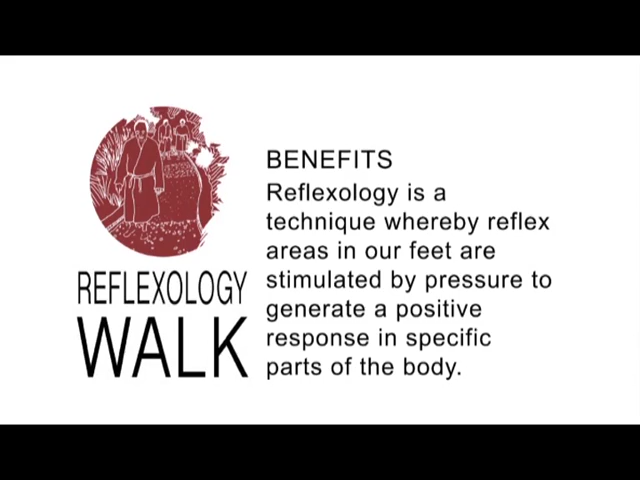 REFLEXOLOGY
WALK
BENEFITS
Reflexology is a
technique whereby reflex
areas in our feet are
stimulated by pressure to
generate a positive
response in specific
parts of the body.